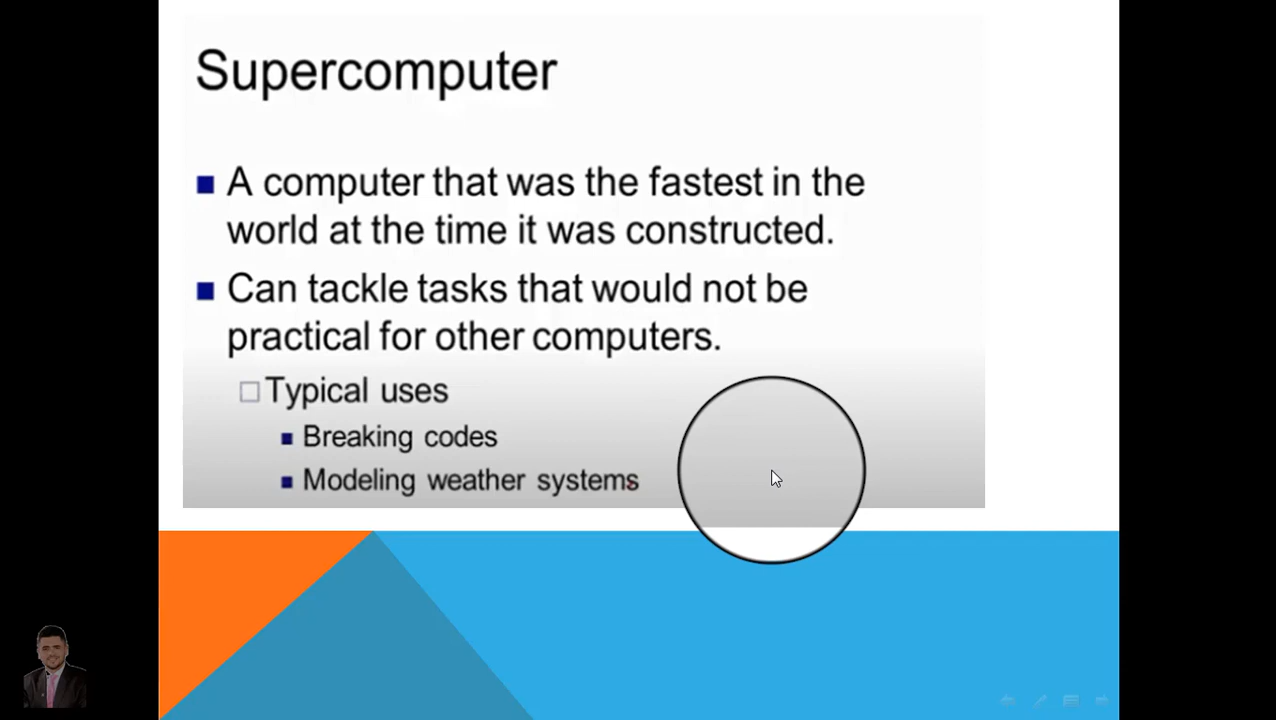 Supercomputer
A computer that was the fastest in the
world at the time it was constructed.
Can tackle tasks that would not be
practical for other computers.
Typical uses
Breaking codes
Modeling weather systems